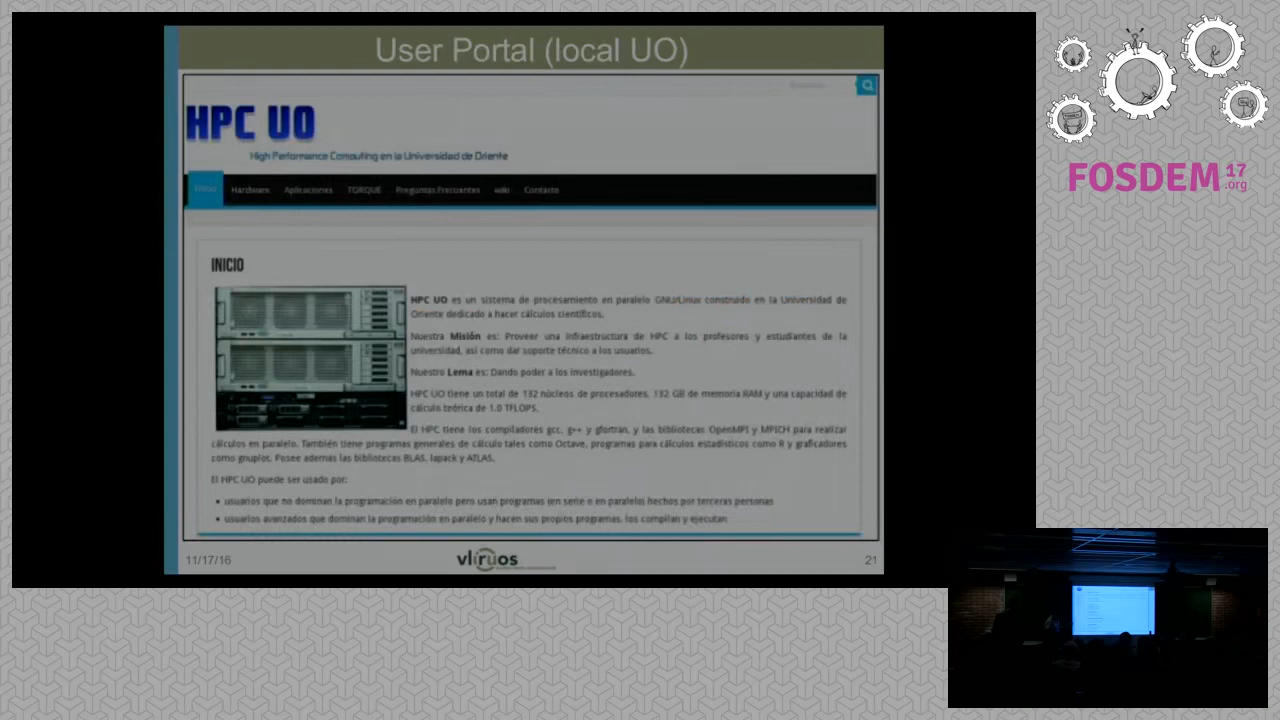 User Portal (local UO)
HPC UO
High Performance Computing en la Universidad de Oriente
Inicio Hardware Aplicaciones TORQUE Preguntas Frecuentes wiki Contacto
INICIO
HPC UO es un sistema de procesamiento en paralelo GNU/Linux construido en la Universidad de
Oriente dedicado a hacer cálculos científicos.
Nuestra Misión es: Proveer una infraestructura de HPC a los profesores y estudiantes de la
universidad, así como dar soporte técnico a los usuarios.
Nuestro Lema es: Dando poder a los investigadores.
HPC UO tiene un total de 132 núcleos de procesadores, 132 GB de memoria RAM y una capacidad de
cálculo teórica de 1.0 TFLOPS.
El HPC tiene los compiladores gcc, g++ y gfortran, y las bibliotecas OpenMPI y MPICH para realizar
cálculos en paralelo. También tiene programas generales de cálculo tales como Octave, programas para cálculos estadísticos como R y graficadores
como gnuplot. Posee además las bibliotecas BLAS, lapack y ATLAS.
El HPC UO puede ser usado por:
• usuarios que no dominan la programación en paralelo pero usan programas (en serie o en paralelo) hechos por terceras personas
• usuarios avanzados que dominan la programación en paralelo y hacen sus propios programas, los compilan y ejecutan
11/17/16
vliruos
21
FOSDEM 17
.org